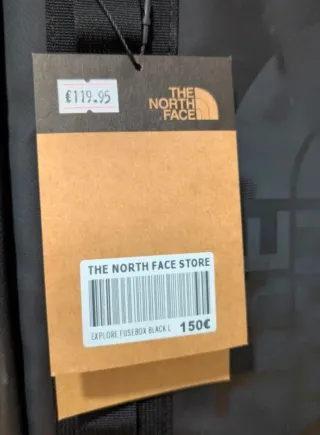 €119.95
THE
NORTH
FACE
THE NORTH FACE STORE
EXPLORE FUSEBOX BLACK L 150€